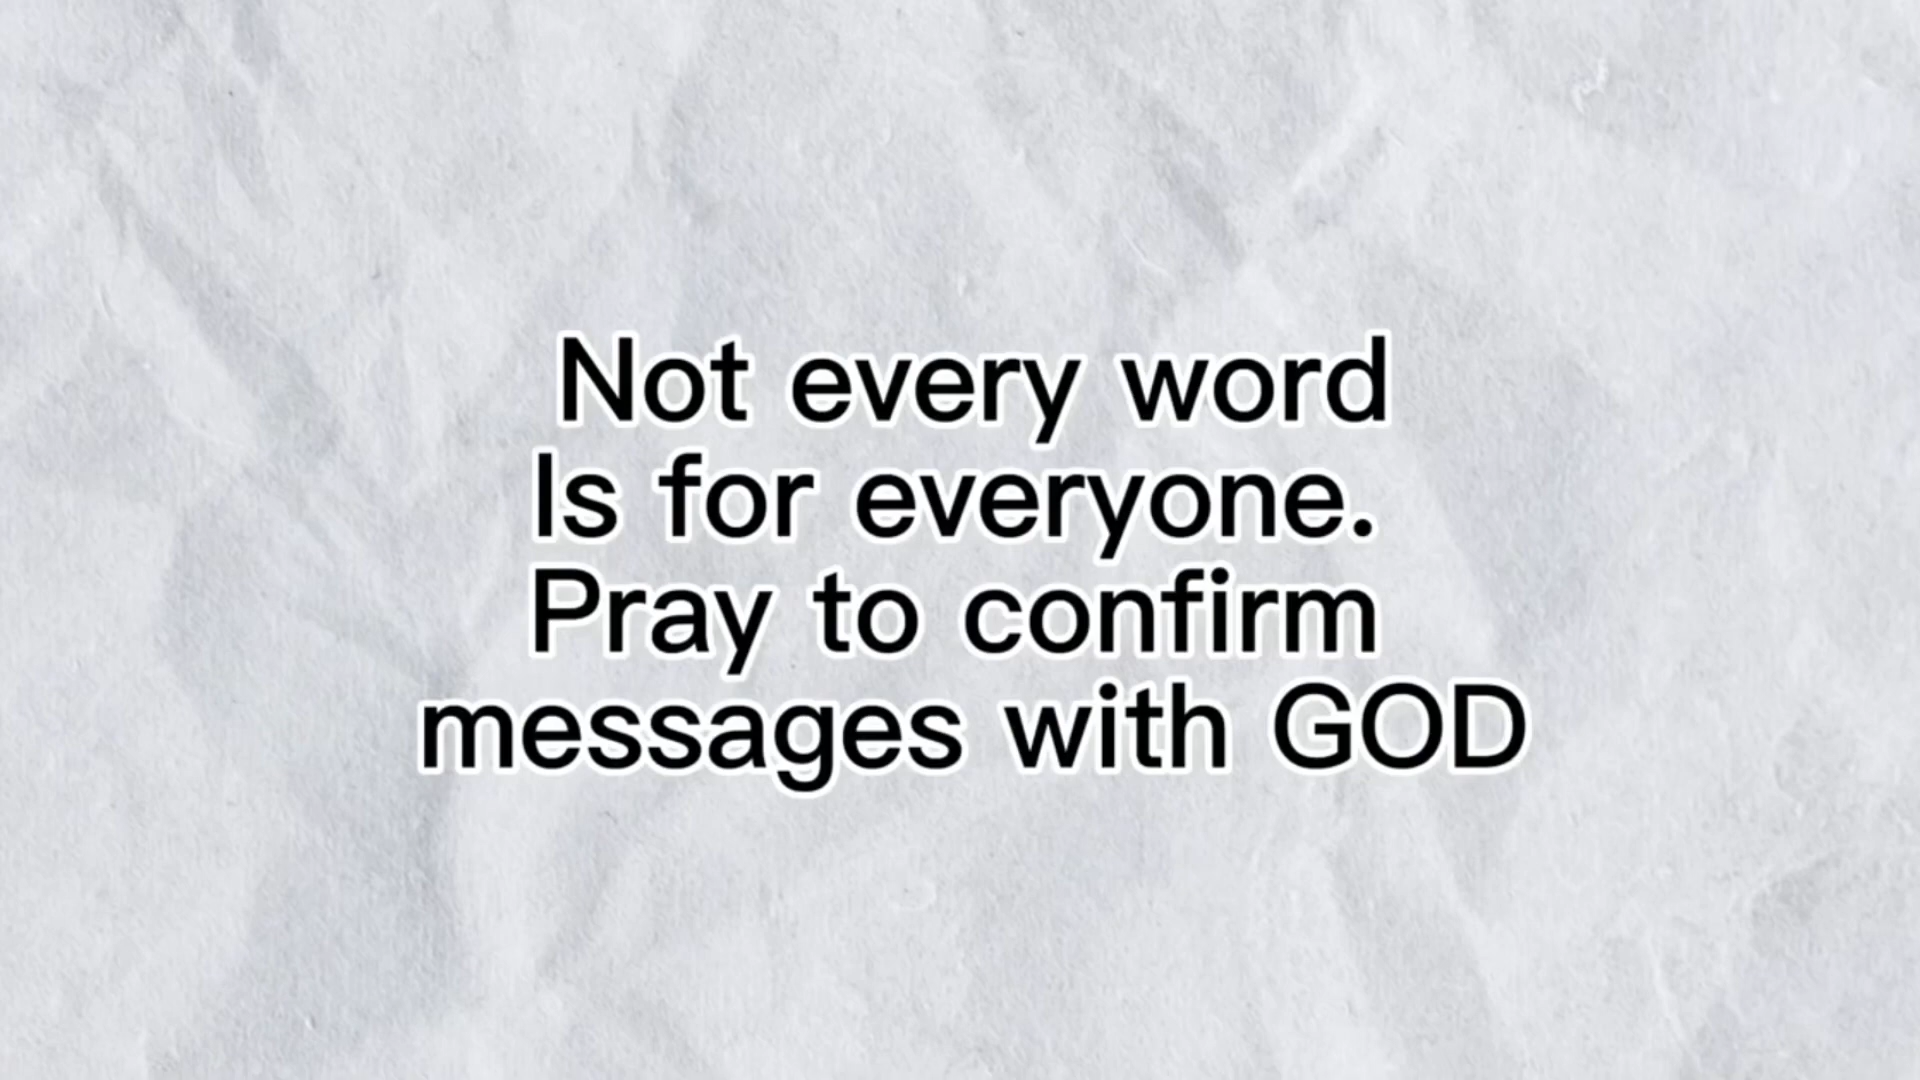 Not every word
Is for everyone.
Pray to confirm
messages with GOD